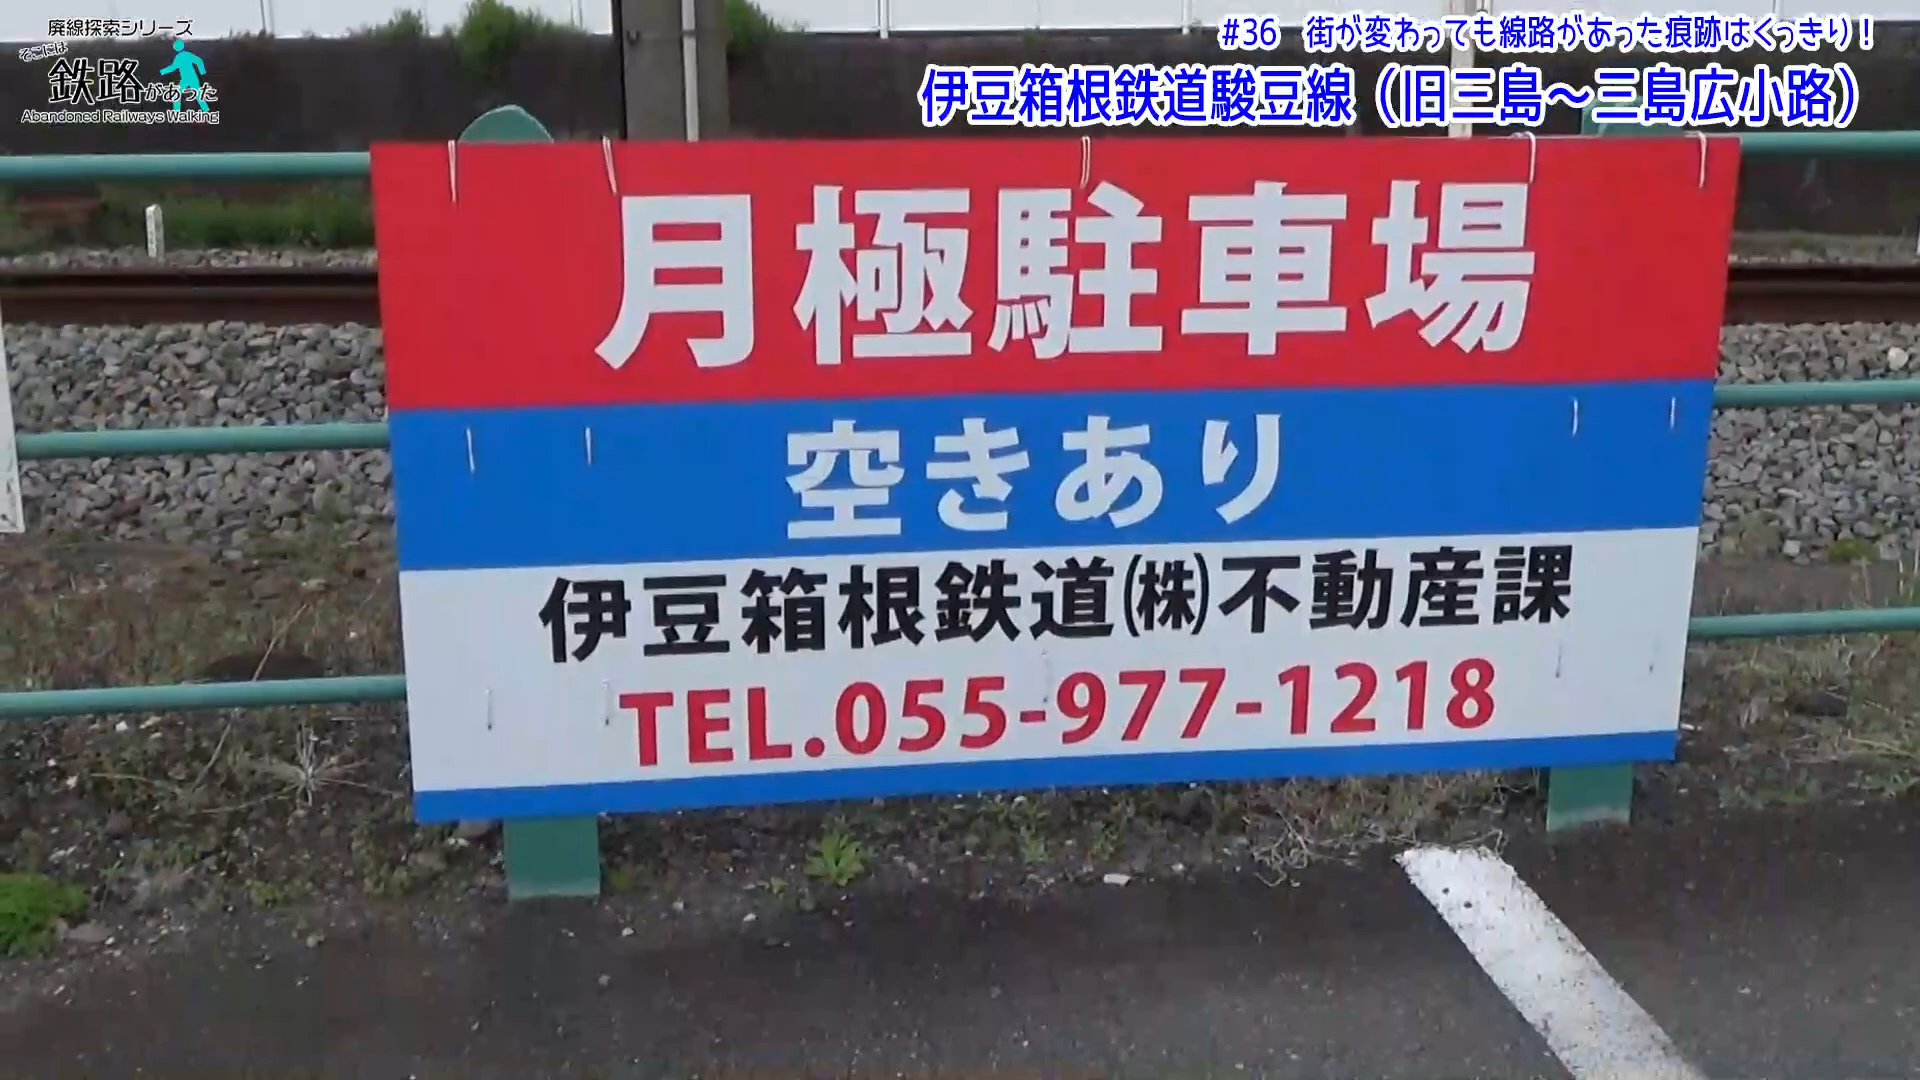 廃線探索シリーズ
そこには
鉄路があった
Abandoned Railways Walking
#36 街が変わっても線路があった痕跡はくっきり！
伊豆箱根鉄道駿豆線（旧三島～三島広小路）
月極駐車場
空きあり
伊豆箱根鉄道㈱不動産課
TEL.055-977-1218